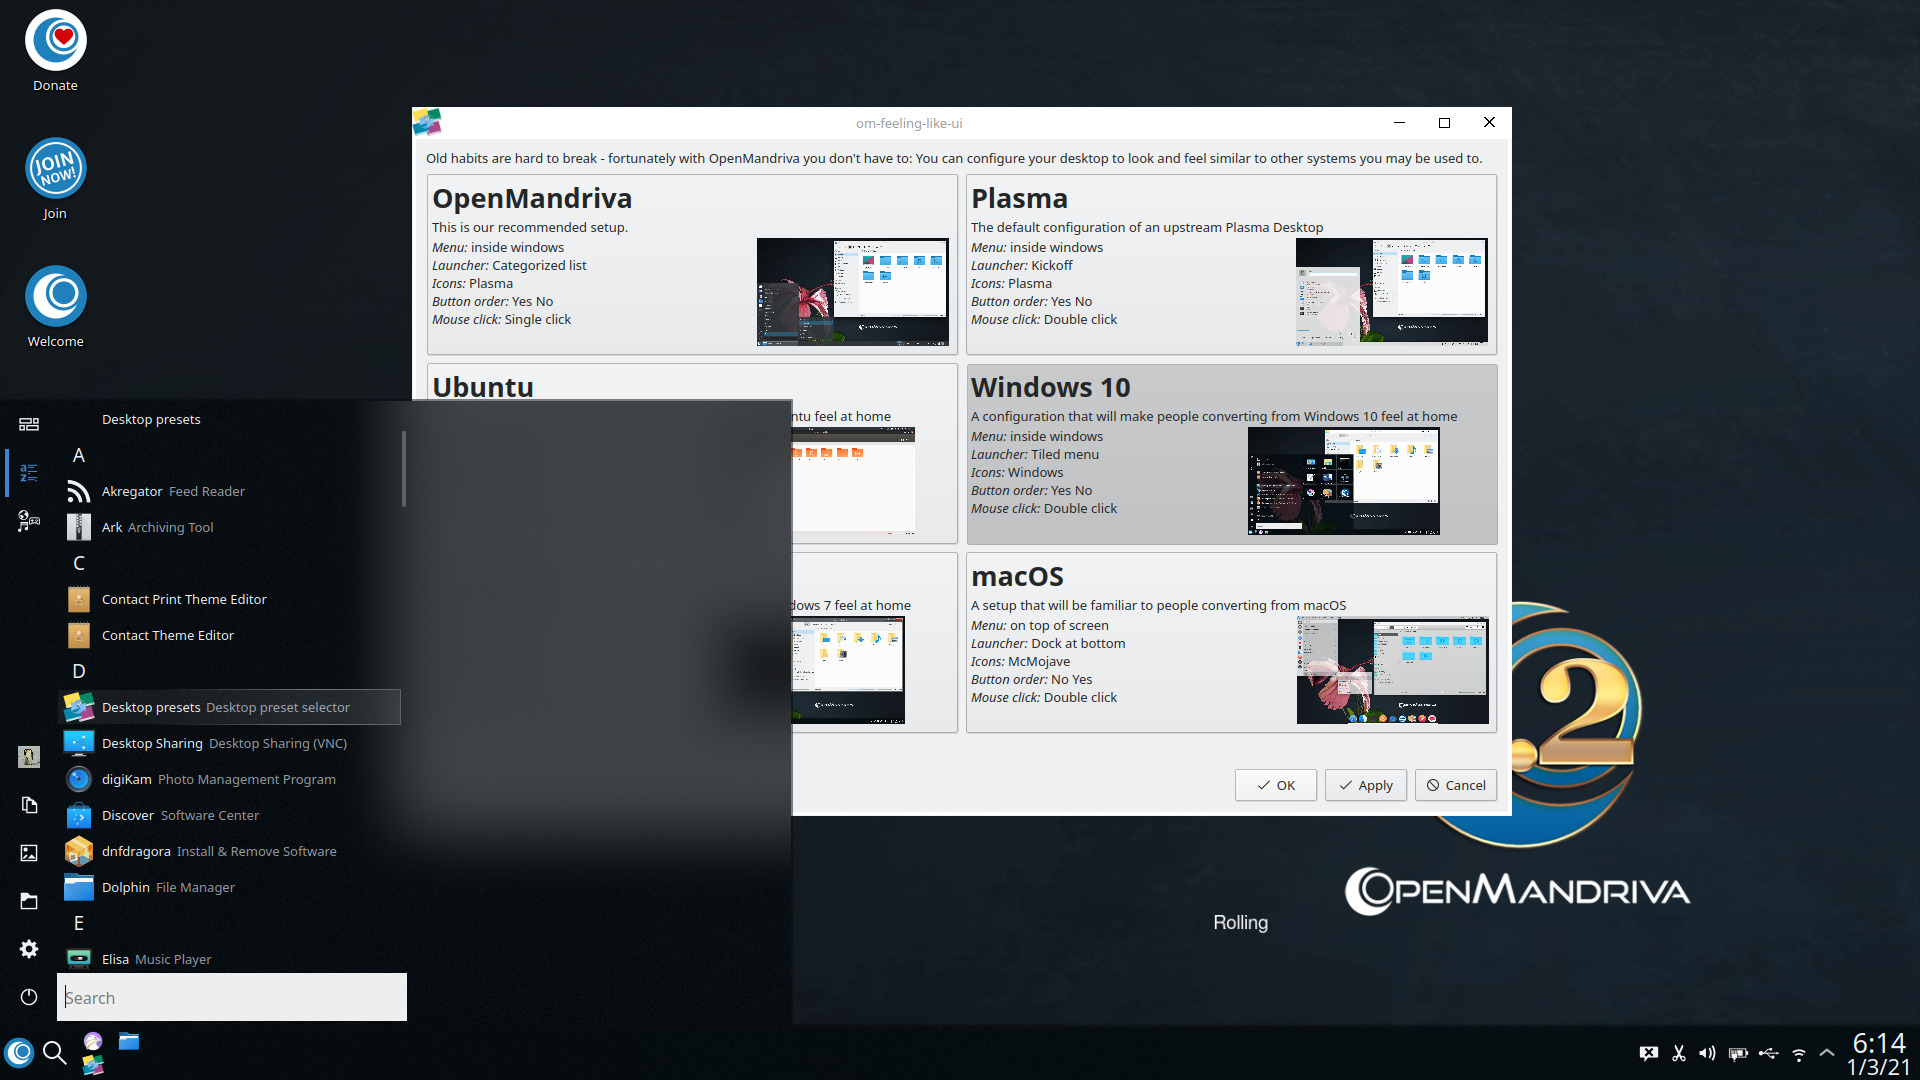 Donate
JOIN
NOW!
Join
Welcome
om-feeling-like-ui
Old habits are hard to break - fortunately with OpenMandriva you don't have to: You can configure your desktop to look and feel similar to other systems you may be used to.
OpenMandriva
This is our recommended setup.
Menu: inside windows
Launcher: Categorized list
Icons: Plasma
Button order: Yes No
Mouse click: Single click
Plasma
The default configuration of an upstream Plasma Desktop
Menu: inside windows
Launcher: Kickoff
Icons: Plasma
Button order: Yes No
Mouse click: Double click
Ubuntu
ntu feel at home
Windows 10
A configuration that will make people converting from Windows 10 feel at home
Menu: inside windows
Launcher: Tiled menu
Icons: Windows
Button order: Yes No
Mouse click: Double click
dows 7 feel at home
macOS
A setup that will be familiar to people converting from macOS
Menu: on top of screen
Launcher: Dock at bottom
Icons: McMojave
Button order: No Yes
Mouse click: Double click
OK
Apply
Cancel
Desktop presets
A
Akregator Feed Reader
Ark Archiving Tool
C
Contact Print Theme Editor
Contact Theme Editor
D
Desktop presets Desktop preset selector
Desktop Sharing Desktop Sharing (VNC)
digiKam Photo Management Program
Discover Software Center
dnfdragora Install & Remove Software
Dolphin File Manager
E
Elisa Music Player
Search
.2
OPENMANDRIVA
Rolling
6:14
1/3/21